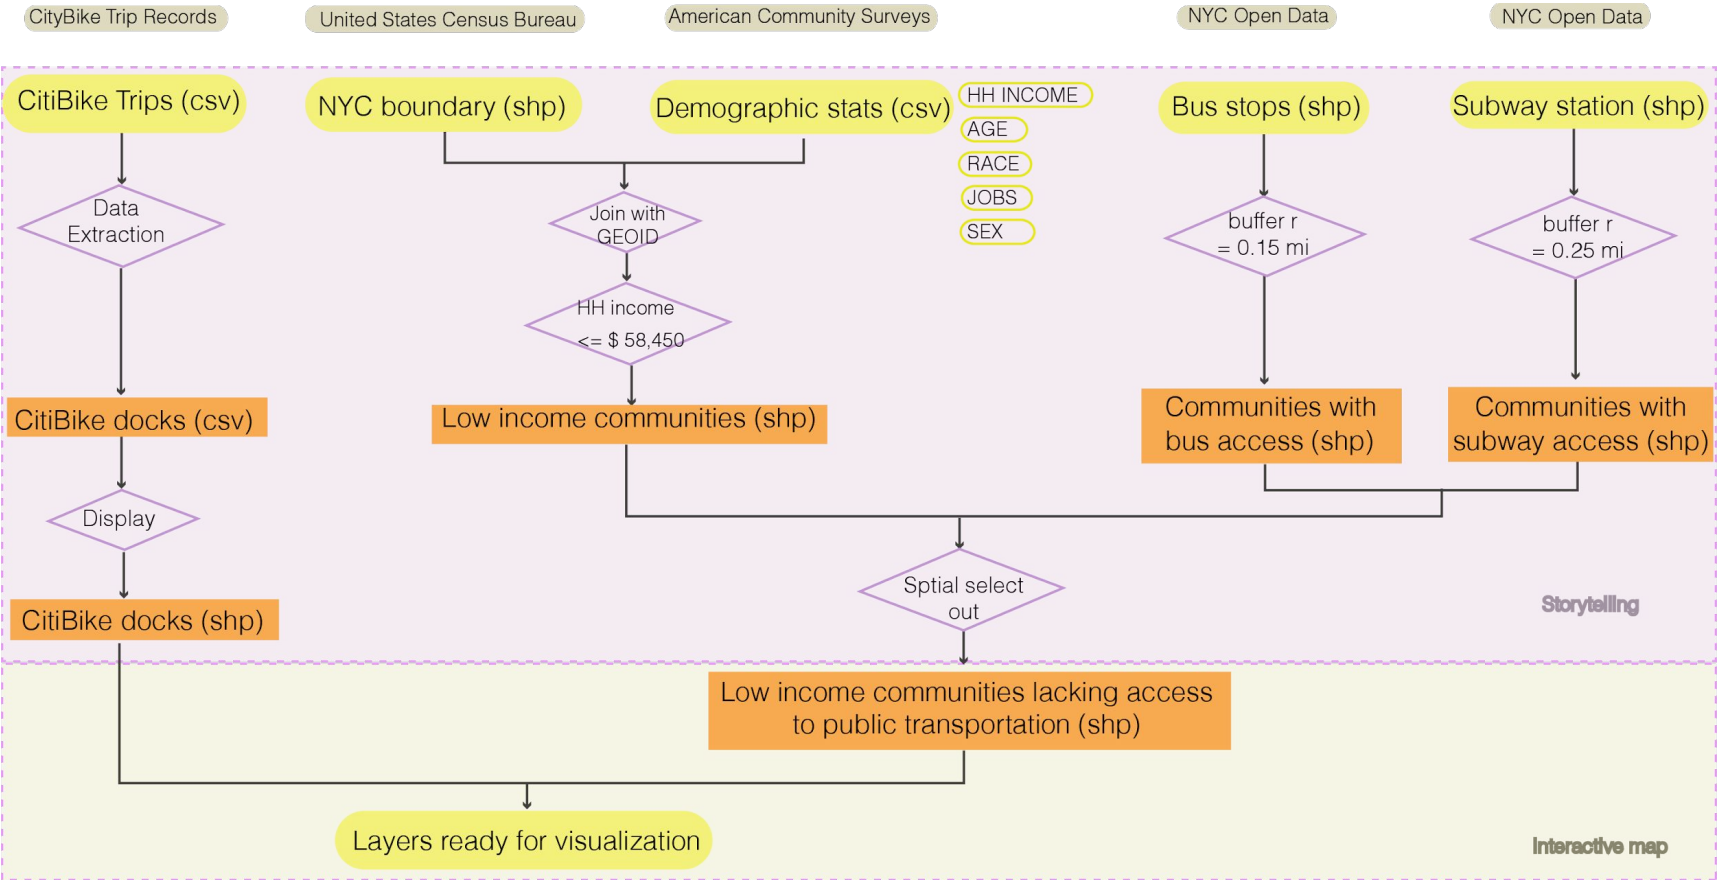 CityBike Trip Records
United States Census Bureau
American Community Surveys
NYC Open Data
NYC Open Data
CitiBike Trips (csv)
NYC boundary (shp)
Demographic stats (csv)
HH INCOME
AGE
RACE
JOBS
SEX
Bus stops (shp)
Subway station (shp)
Data
Extraction
Join with
GEOID
buffer r
= 0.15 mi
buffer r
= 0.25 mi
HH income
<= $ 58,450
CitiBike docks (csv)
Low income communities (shp)
Communities with
bus access (shp)
Communities with
subway access (shp)
Display
Sptial select
out
CitiBike docks (shp)
Storytelling
Low income communities lacking access
to public transportation (shp)
Layers ready for visualization
Interactive map